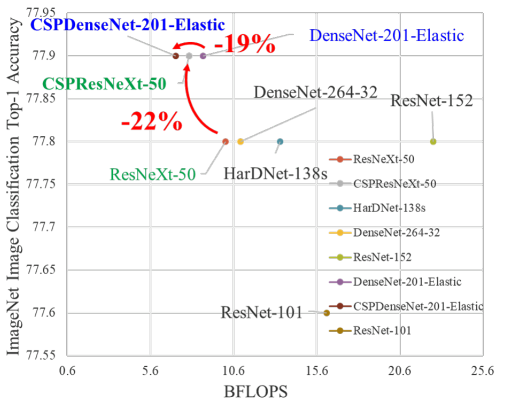 77.95
CSPDenseNet-201-Elastic
-19%
DenseNet-201-Elastic
77.9
CSPResNeXt-50
77.85
DenseNet-264-32
ResNet-152
-22%
77.8
ResNeXt-50
HarDNet-138s
77.75
77.7
77.65
ResNet-101
77.6
77.55
ResNeXt-50
CSPResNeXt-50
HarDNet-138s
DenseNet-264-32
ResNet-152
DenseNet-201-Elastic
CSPDenseNet-201-Elastic
ResNet-101
0.6 5.6 10.6 15.6 20.6 25.6
BFLOPS
ImageNet Image Classification Top-1 Accuracy